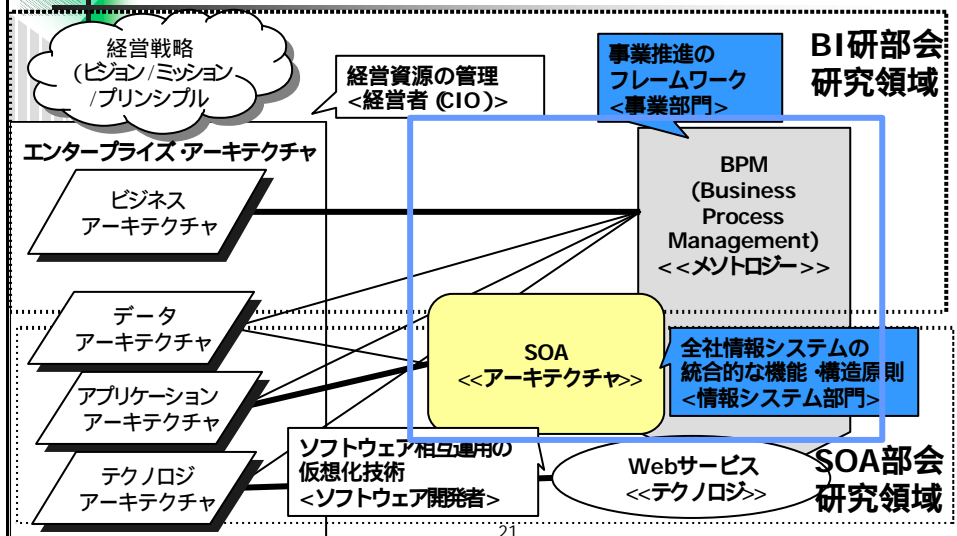 経営戦略
(ビジョン/ミッション
/プリンシプル
経営資源の管理
<経営者(CIO)>
事業推進の
フレームワーク
<事業部門>
BI研部会
研究領域
エンタープライズ・アーキテクチャ
ビジネス
アーキテクチャ
BPM
(Business
Process
Management)
<<メソトロジー>>
データ
アーキテクチャ
SOA
<<アーキテクチャ>>
全社情報システムの
統合的な機能・構造原則
<情報システム部門>
アプリケーション
アーキテクチャ
ソフトウェア相互運用の
仮想化技術
<ソフトウェア開発者>
テクノロジ
アーキテクチャ
Webサービス
<<テクノロジ>>
SOA部会
研究領域
21